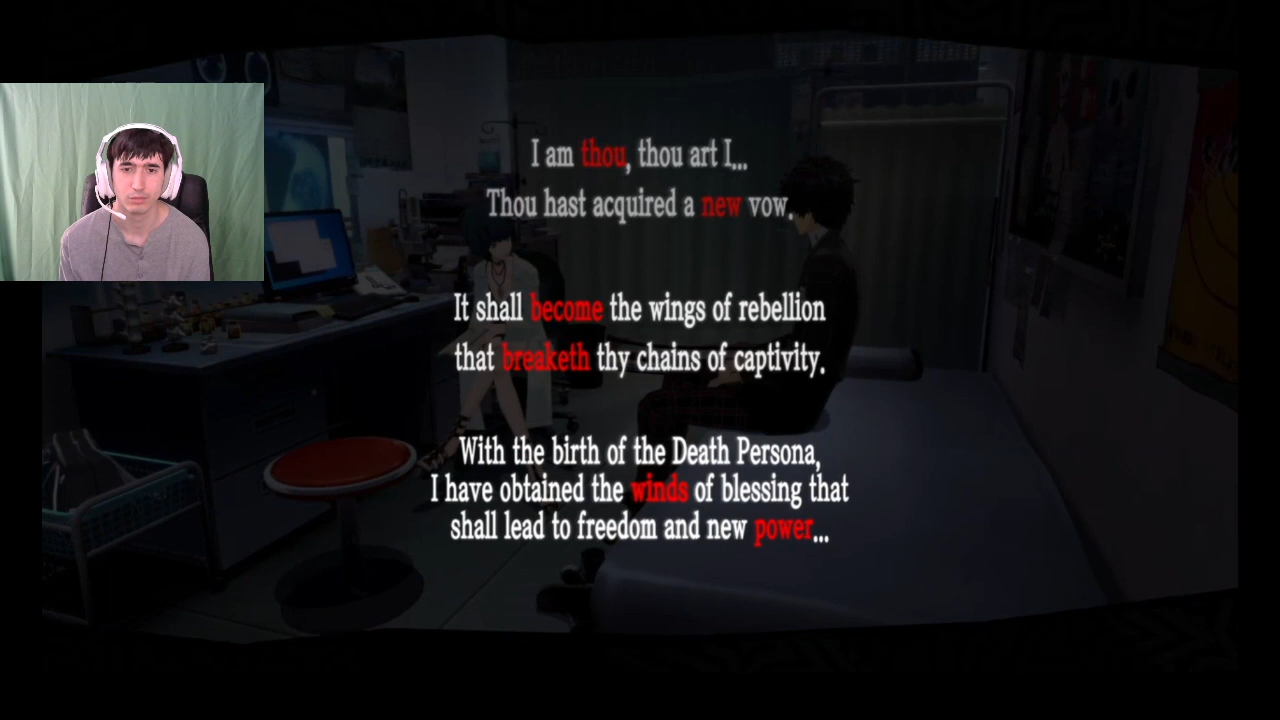 I am thou, thou art I...
Thou hast acquired a new vow.
It shall become the wings of rebellion
that breaketh thy chains of captivity.
With the birth of the Death Persona,
I have obtained the winds of blessing that
shall lead to freedom and new power...